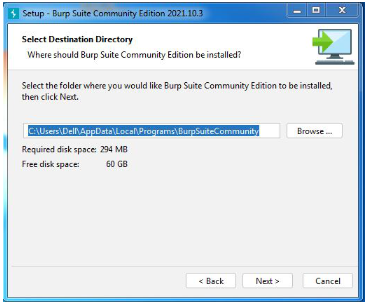 Setup - Burp Suite Community Edition 2021.10.3
Select Destination Directory
Where should Burp Suite Community Edition be installed?
Select the folder where you would like Burp Suite Community Edition to be installed,
then click Next.
C:\Users\Dell\AppData\Local\Programs\BurpSuiteCommunity
Browse ...
Required disk space: 294 MB
Free disk space: 60 GB
< Back
Next >
Cancel